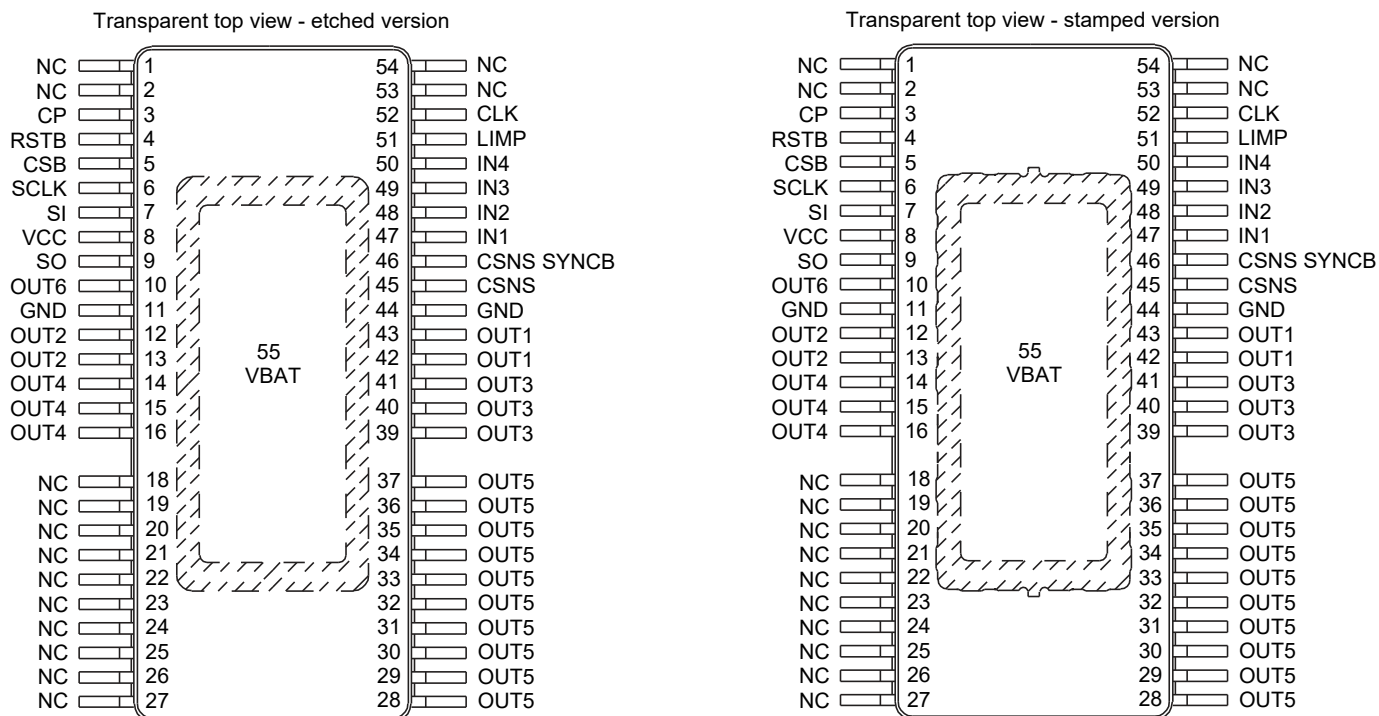 Transparent top view - etched version
NC 1 54 NC
NC 2 53 NC
CP 3 52 CLK
RSTB 4 51 LIMP
CSB 5 50 IN4
SCLK 6 49 IN3
SI 7 48 IN2
VCC 8 47 IN1
SO 9 46 CSNS SYNCB
OUT6 10 45 CSNS
GND 11 44 GND
OUT2 12 43 OUT1
OUT2 13 42 OUT1
OUT4 14 41 OUT3
OUT4 15 40 OUT3
OUT4 16 39 OUT3
55
VBAT
NC 18 37 OUT5
NC 19 36 OUT5
NC 20 35 OUT5
NC 21 34 OUT5
NC 22 33 OUT5
NC 23 32 OUT5
NC 24 31 OUT5
NC 25 30 OUT5
NC 26 29 OUT5
NC 27 28 OUT5
Transparent top view - stamped version
NC 1 54 NC
NC 2 53 NC
CP 3 52 CLK
RSTB 4 51 LIMP
CSB 5 50 IN4
SCLK 6 49 IN3
SI 7 48 IN2
VCC 8 47 IN1
SO 9 46 CSNS SYNCB
OUT6 10 45 CSNS
GND 11 44 GND
OUT2 12 43 OUT1
OUT2 13 42 OUT1
OUT4 14 41 OUT3
OUT4 15 40 OUT3
OUT4 16 39 OUT3
55
VBAT
NC 18 37 OUT5
NC 19 36 OUT5
NC 20 35 OUT5
NC 21 34 OUT5
NC 22 33 OUT5
NC 23 32 OUT5
NC 24 31 OUT5
NC 25 30 OUT5
NC 26 29 OUT5
NC 27 28 OUT5